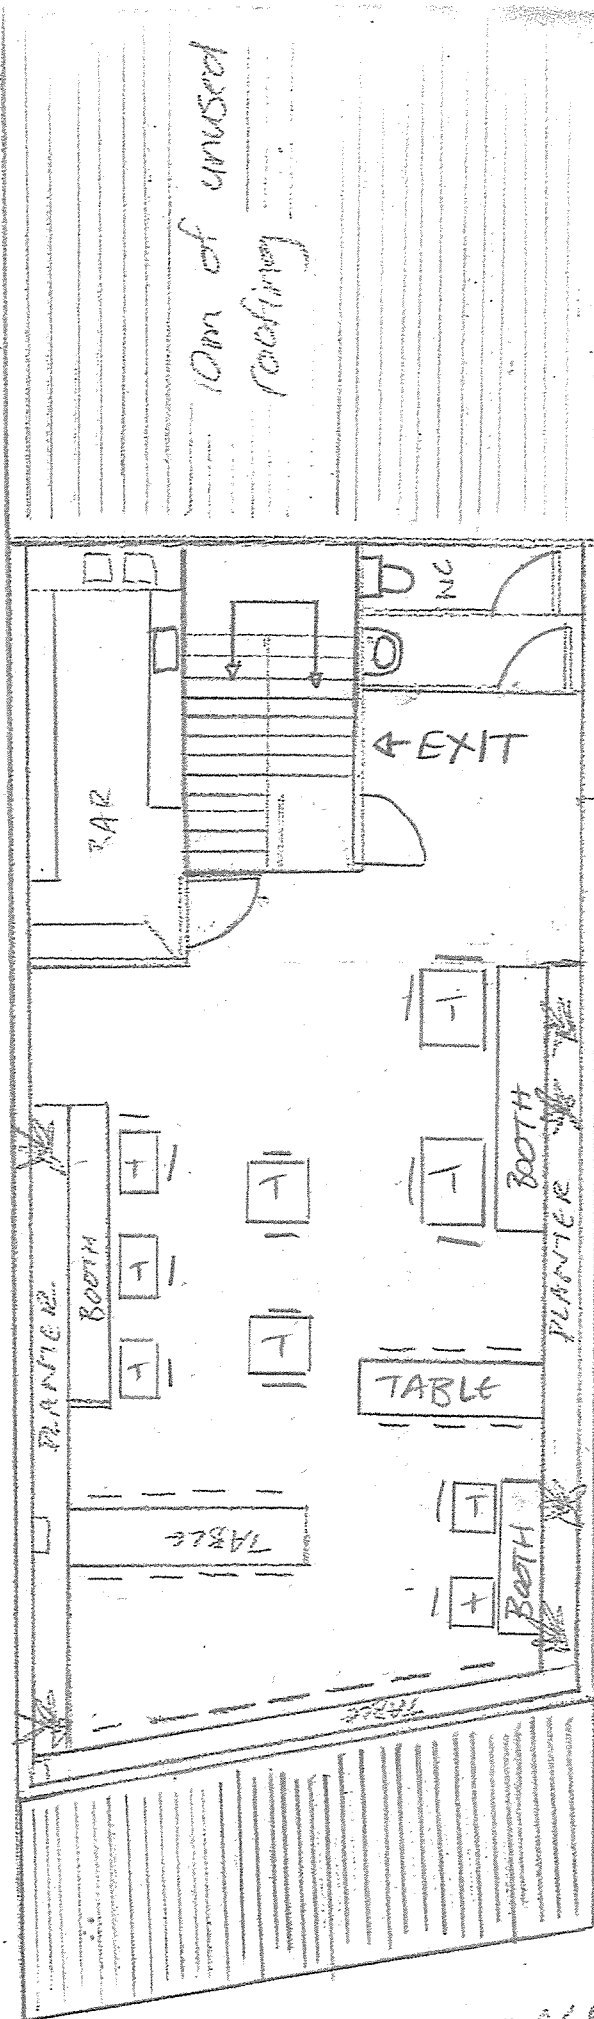 10m of unused
roofing
WC
BAR
← EXIT
T
T
BOOTH
PLANTER
PLANTER
BOOTH
T
T
T
T
T
TABLE
TABLE
T
T
BOOTH
TABLE